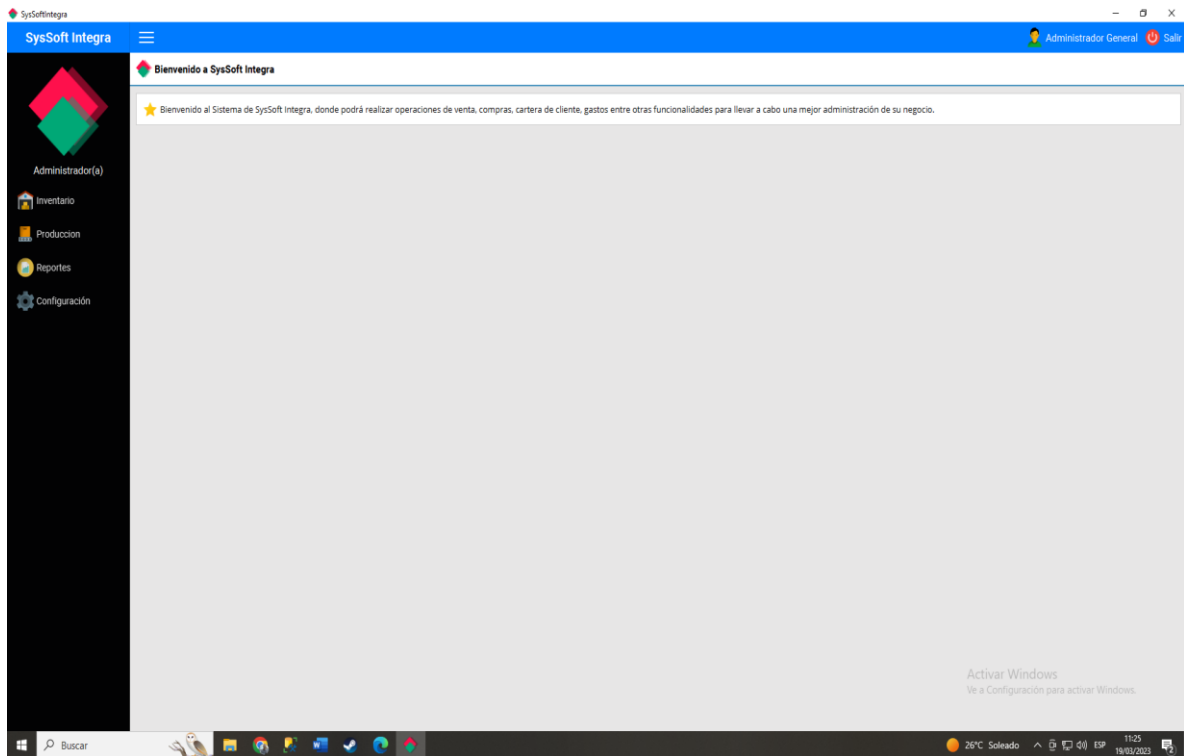 SysSoftIntegra
SysSoft Integra
Administrador General
Salir
Bienvenido a SysSoft Integra
Bienvenido al Sistema de SysSoft Integra, donde podrá realizar operaciones de venta, compras, cartera de cliente, gastos entre otras funcionalidades para llevar a cabo una mejor administración de su negocio.
Administrador(a)
Inventario
Produccion
Reportes
Configuración
Activar Windows
Ve a Configuración para activar Windows.
Buscar
26°C Soleado
ESP
11:25
19/03/2023
2